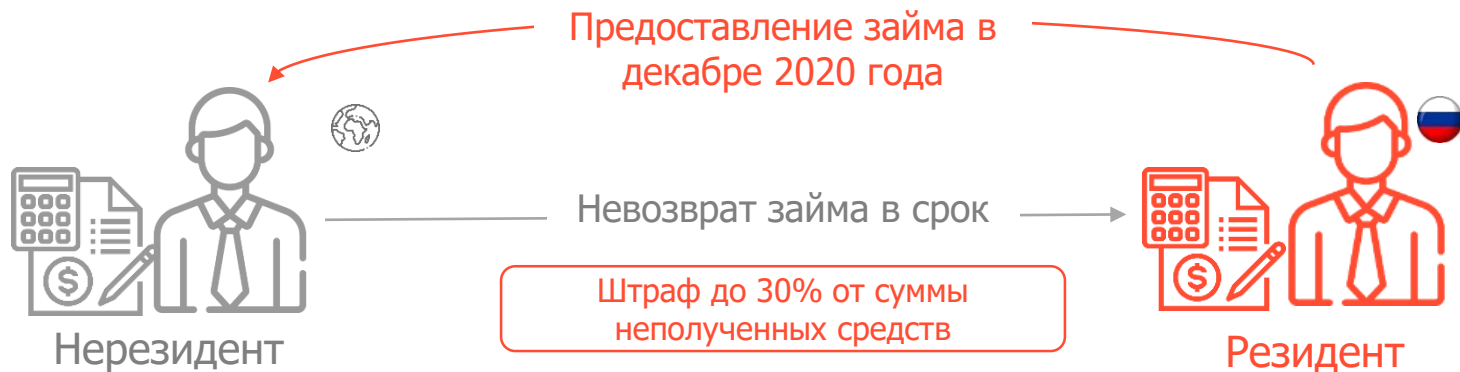 Предоставление займа в
декабре 2020 года
Невозврат займа в срок
Штраф до 30% от суммы
неполученных средств
Нерезидент
Резидент